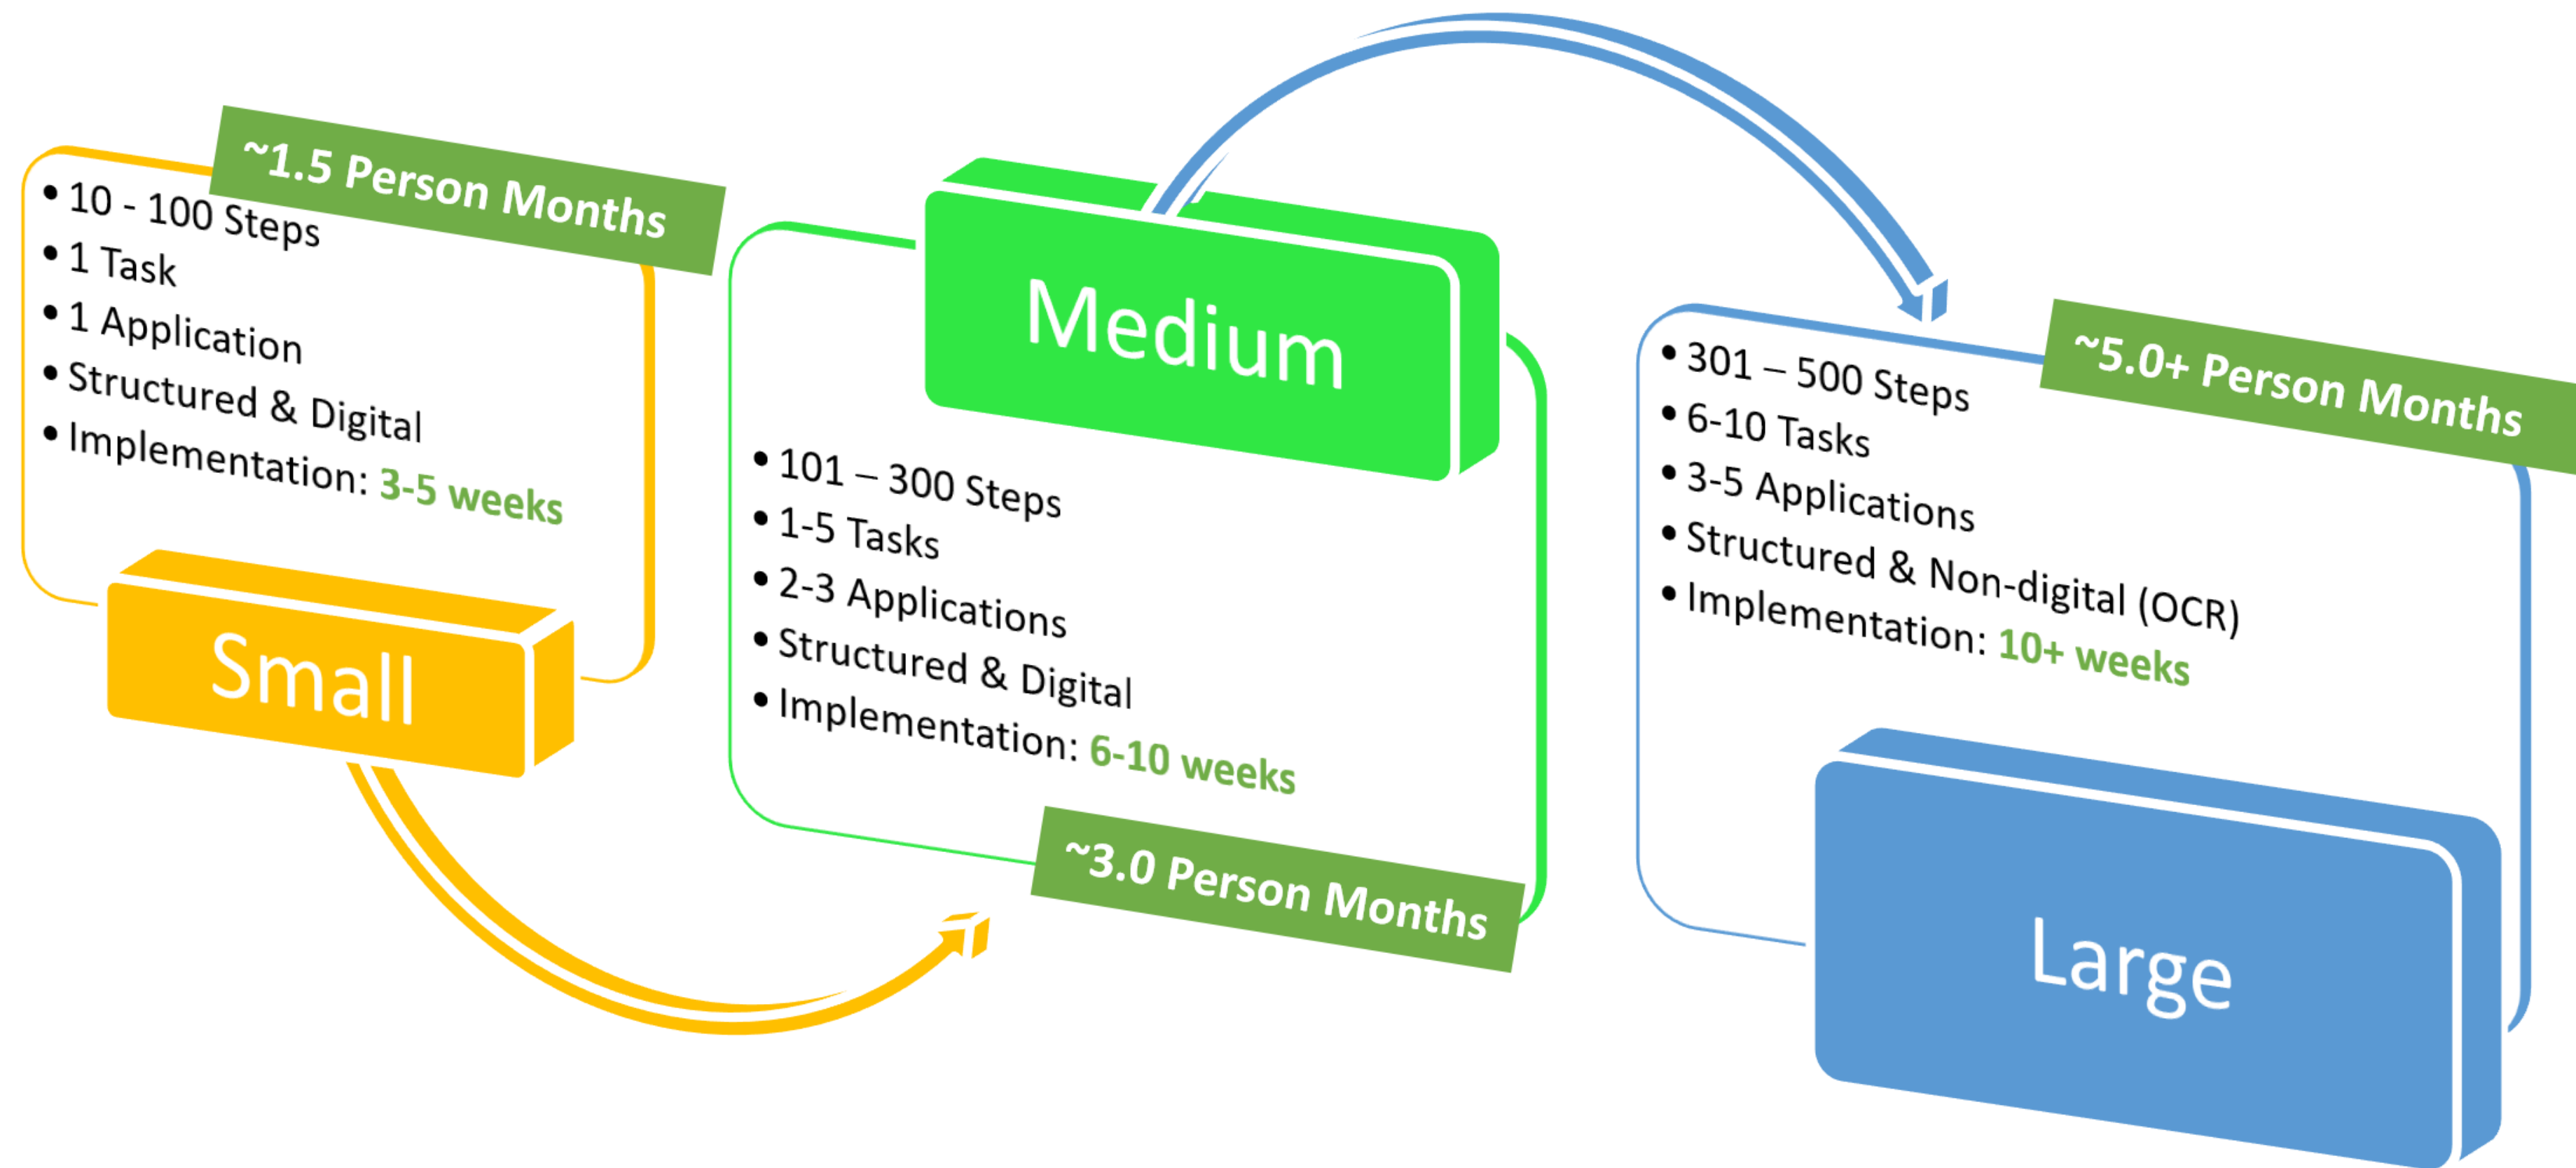 ~1.5 Person Months
• 10 - 100 Steps
• 1 Task
• 1 Application
• Structured & Digital
• Implementation: 3-5 weeks
Small
Medium
• 101 – 300 Steps
• 1-5 Tasks
• 2-3 Applications
• Structured & Digital
• Implementation: 6-10 weeks
~3.0 Person Months
~5.0+ Person Months
• 301 – 500 Steps
• 6-10 Tasks
• 3-5 Applications
• Structured & Non-digital (OCR)
• Implementation: 10+ weeks
Large